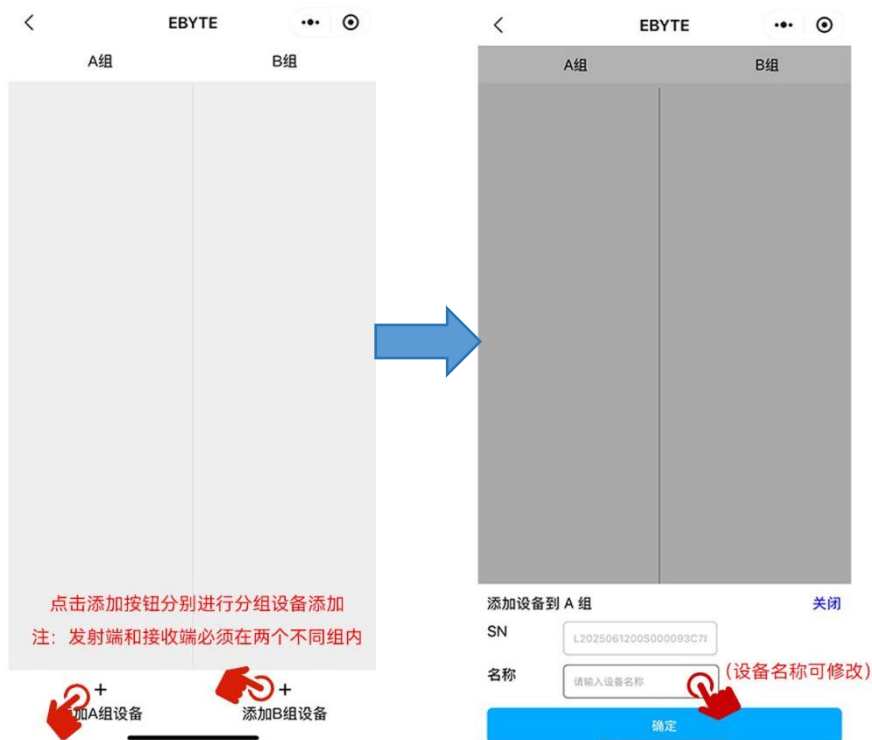 EBYTE
A组
B组
点击添加按钮分别进行分组设备添加
注：发射端和接收端必须在两个不同组内
+
+
加A组设备
添加B组设备
EBYTE
A组
B组
添加设备到 A 组
关闭
SN
L2025061200S000093C78
名称
请输入设备名称
(设备名称可修改)
确定